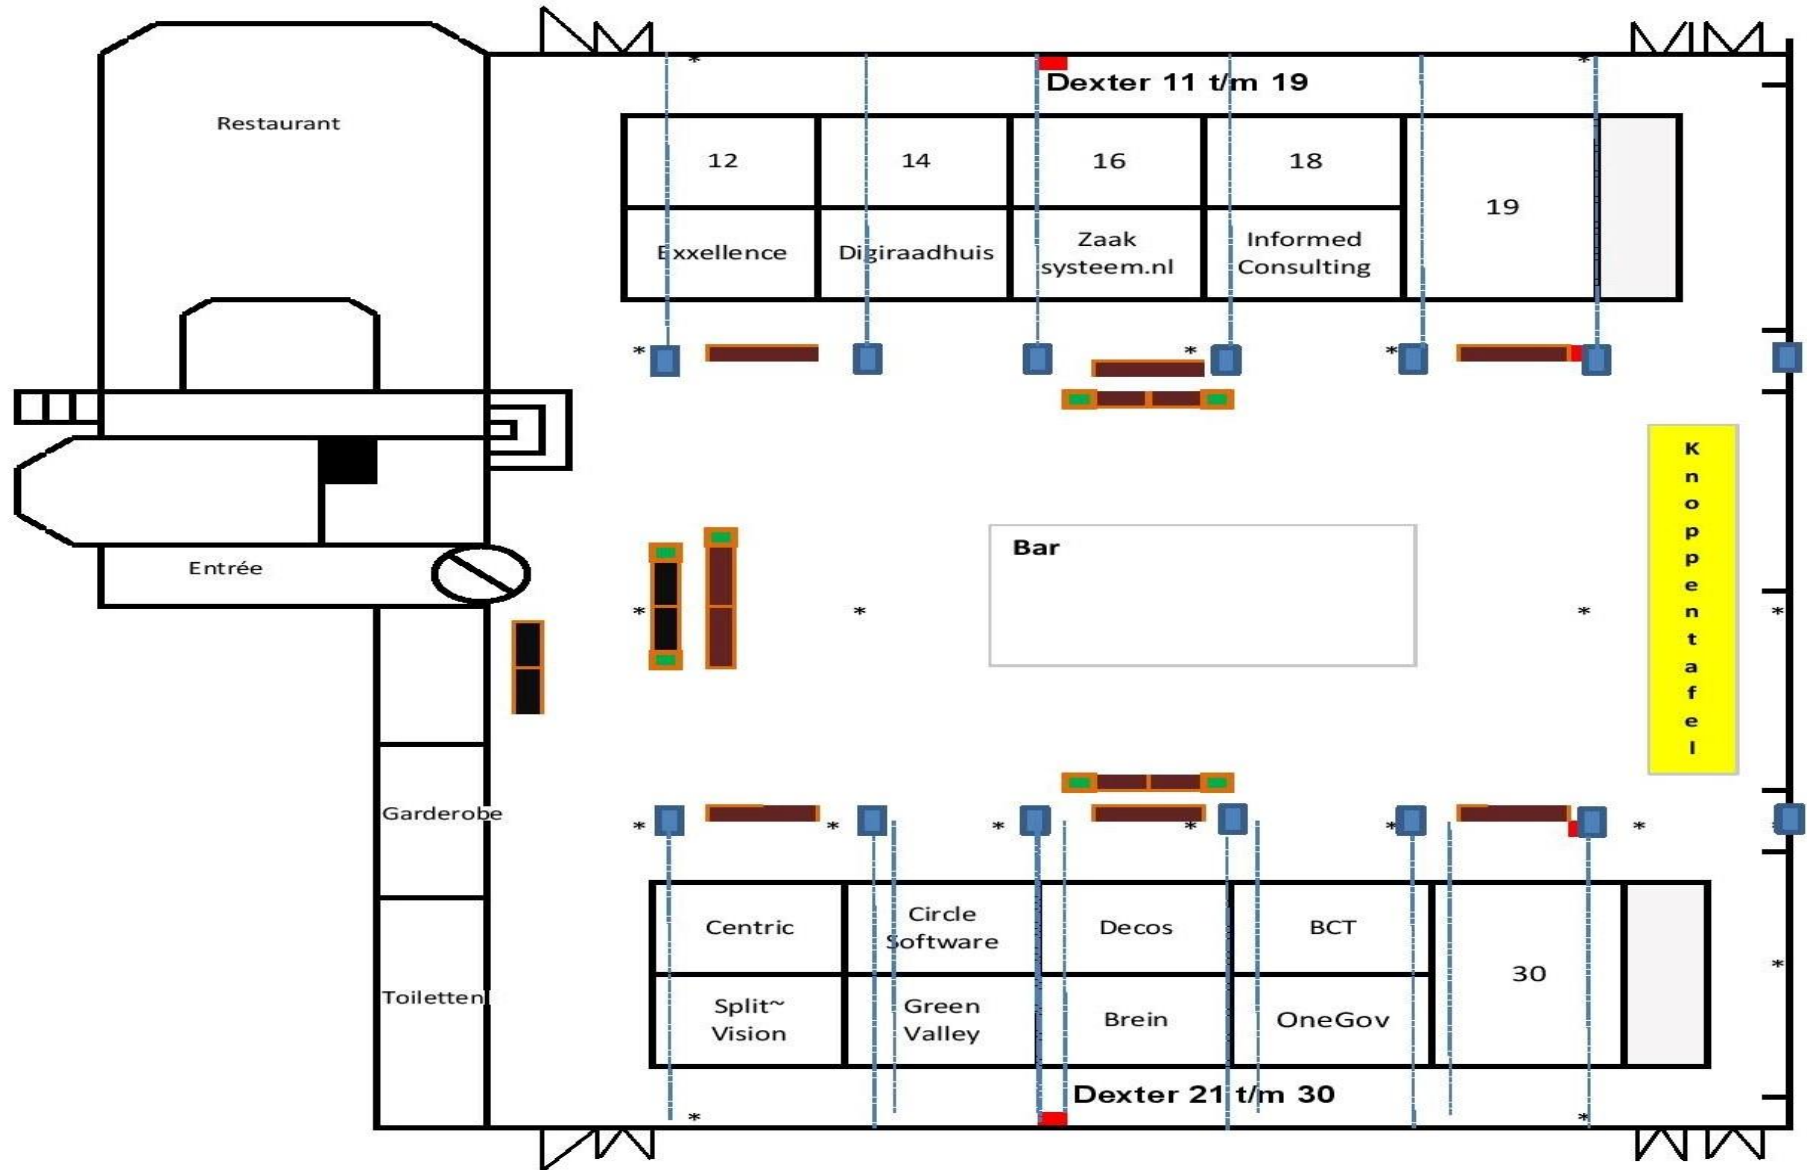 Restaurant
Dexter 11 t/m 19
12
14
16
18
19
Exxellence
Digiraadhuis
Zaak
systeem.nl
Informed
Consulting
Entrée
Bar
Knoppentafel
Garderobe
Toiletten
Centric
Circle
Software
Decos
BCT
30
Split~
Vision
Green
Valley
Brein
OneGov
Dexter 21 t/m 30